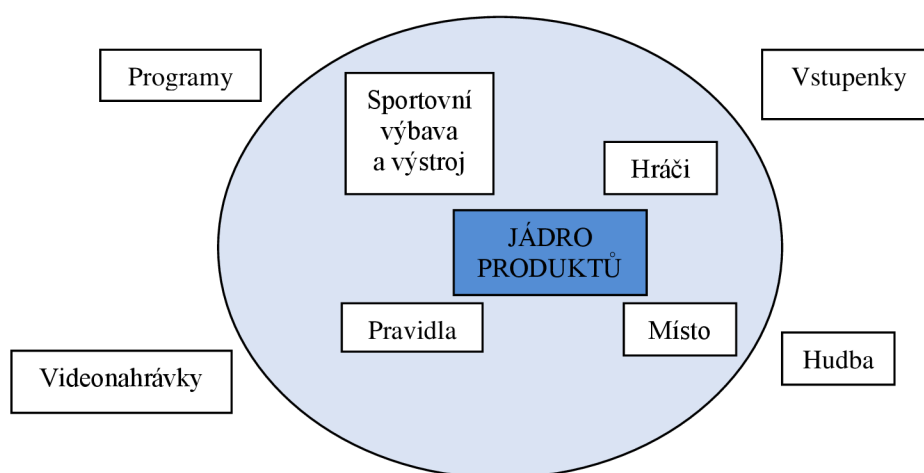 Programy
Vstupenky
Sportovní
výbava
a výstroj
Hráči
JÁDRO
PRODUKTŮ
Pravidla
Místo
Videonahrávky
Hudba